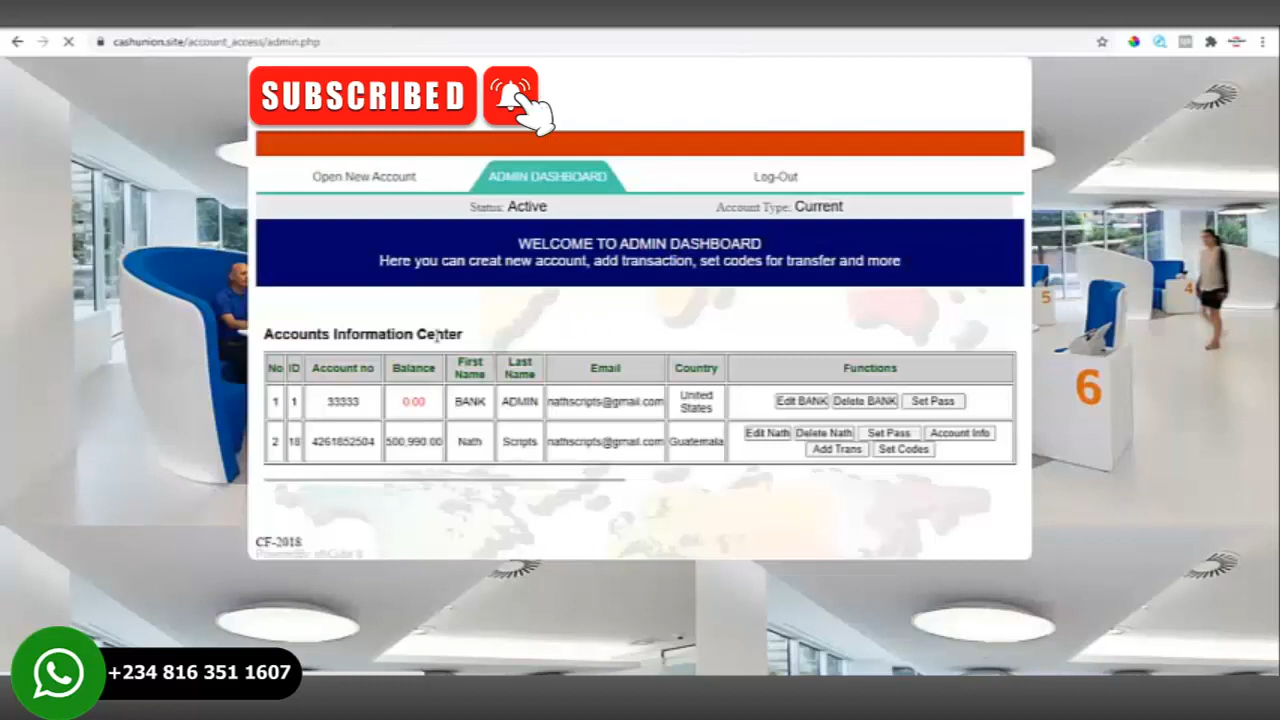 cashunion.site/account_access/admin.php
SUBSCRIBED
Open New Account ADMIN DASHBOARD Log-Out
Status: Active Account Type: Current
WELCOME TO ADMIN DASHBOARD
Here you can creat new account, add transaction, set codes for transfer and more
Accounts Information Center
No ID Account no Balance First Name Last Name Email Country Functions
1 1 33333 0.00 BANK ADMIN nathscripts@gmail.com United States Edit BANK Delete BANK Set Pass
2 18 4261852504 500,990.00 Nath Scripts nathscripts@gmail.com Guatemala Edit Nath Delete Nath Set Pass Account Info
Add Trans Set Codes
CF-2018
5
4
6
+234 816 351 1607